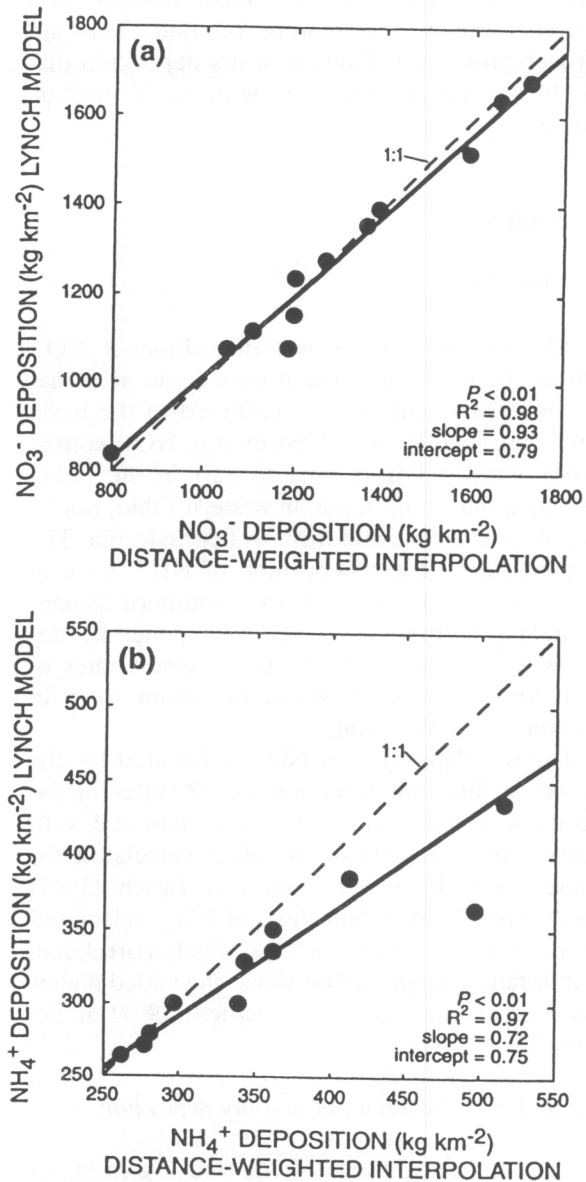 1800
(a)
1600
1:1
1400
1200
1000
P < 0.01
R² = 0.98
slope = 0.93
intercept = 0.79
800
800 1000 1200 1400 1600 1800
NO₃⁻ DEPOSITION (kg km⁻²) LYNCH MODEL
NO₃⁻ DEPOSITION (kg km⁻²)
DISTANCE-WEIGHTED INTERPOLATION
550
(b)
500
1:1
450
400
350
300
P < 0.01
R² = 0.97
slope = 0.72
intercept = 0.75
250
250 300 350 400 450 500 550
NH₄⁺ DEPOSITION (kg km⁻²) LYNCH MODEL
NH₄⁺ DEPOSITION (kg km⁻²)
DISTANCE-WEIGHTED INTERPOLATION